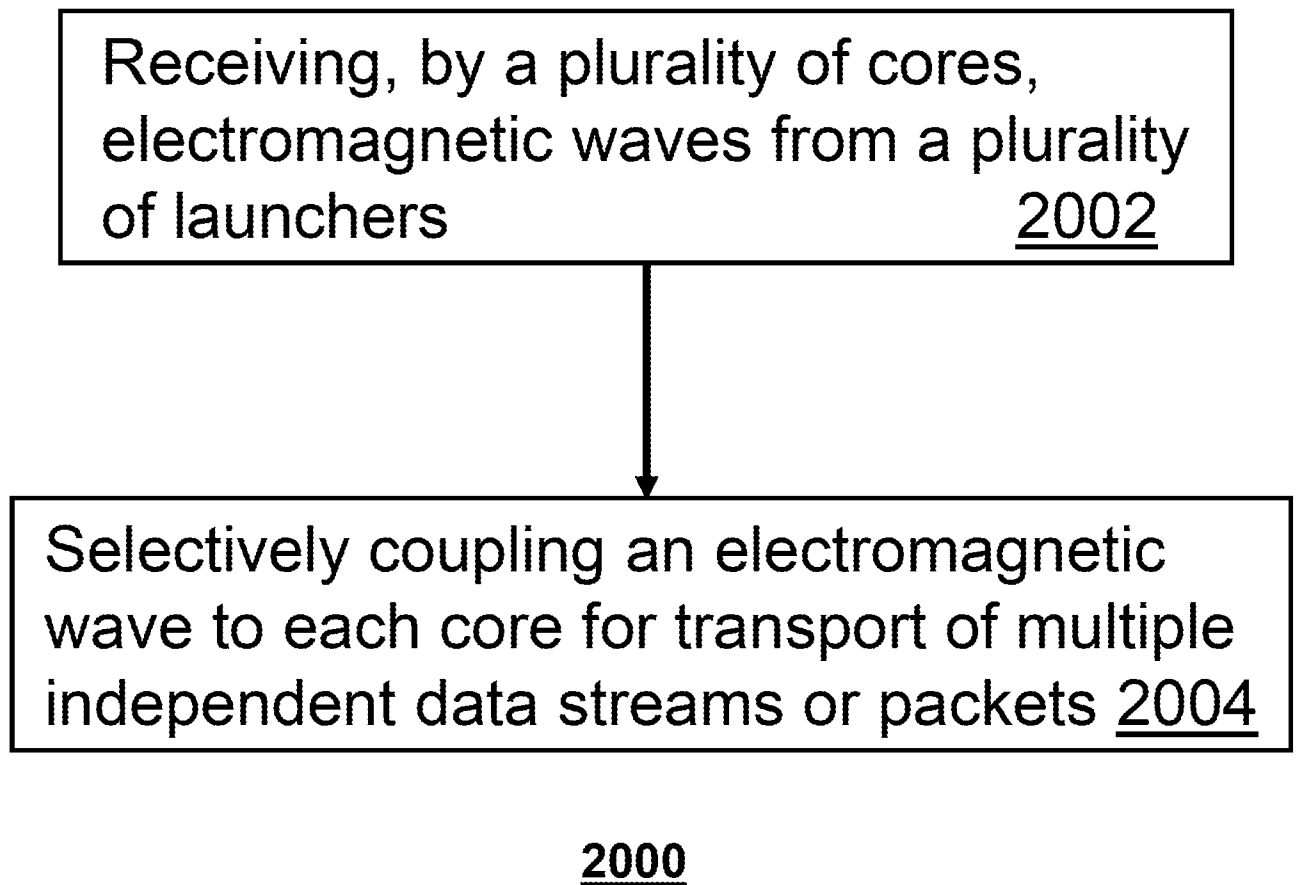 Receiving, by a plurality of cores,
electromagnetic waves from a plurality
of launchers 2002
Selectively coupling an electromagnetic
wave to each core for transport of multiple
independent data streams or packets 2004
2000